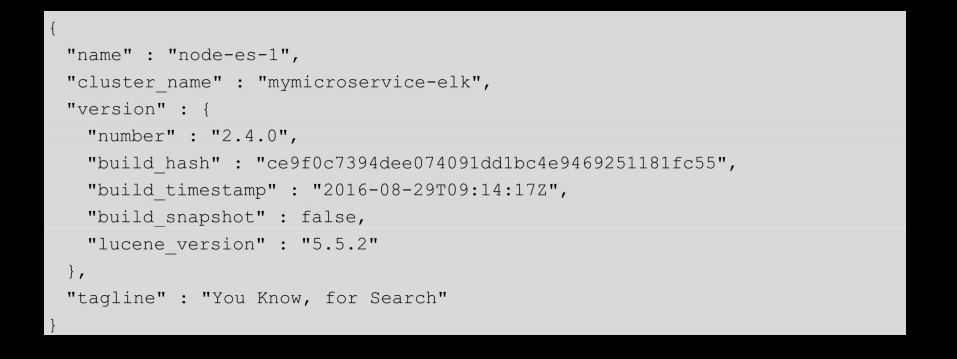 {
  "name" : "node-es-1",
  "cluster_name" : "mymicroservice-elk",
  "version" : {
    "number" : "2.4.0",
    "build_hash" : "ce9f0c7394dee074091dd1bc4e9469251181fc55",
    "build_timestamp" : "2016-08-29T09:14:17Z",
    "build_snapshot" : false,
    "lucene_version" : "5.5.2"
  },
  "tagline" : "You Know, for Search"
}